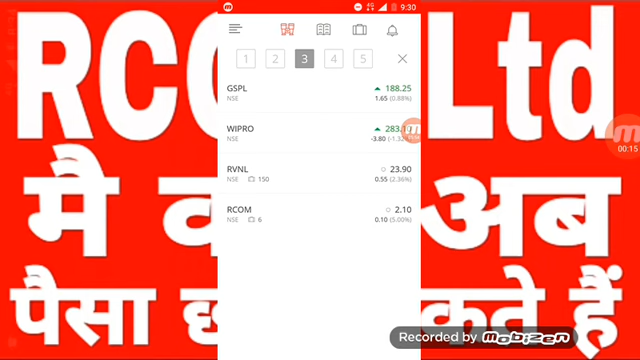 RCO Ltd
4G 9:30
1 2 3 4 5
GSPL 188.25
NSE 1.65 (0.88%)
WIPRO
NSE -3.80
RVNL 23.90
NSE 150 0.55 (2.36%)
RCOM 2.10
NSE 6 0.10 (5.00%)
00:15
मै अब
पैसा
हैं
Recorded by MOBIZEN